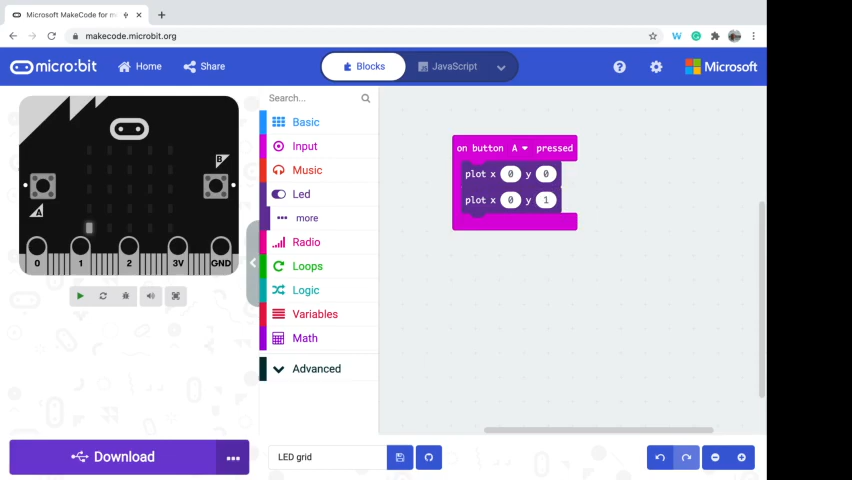 Microsoft MakeCode for m
makecode.microbit.org
micro:bit
Home
Share
Blocks
JavaScript
Microsoft
Search...
Basic
Input
Music
Led
more
Radio
Loops
Logic
Variables
Math
Advanced
on button A pressed
plot x 0 y 0
plot x 0 y 1
B
A
0 1 2 3V GND
Download
LED grid